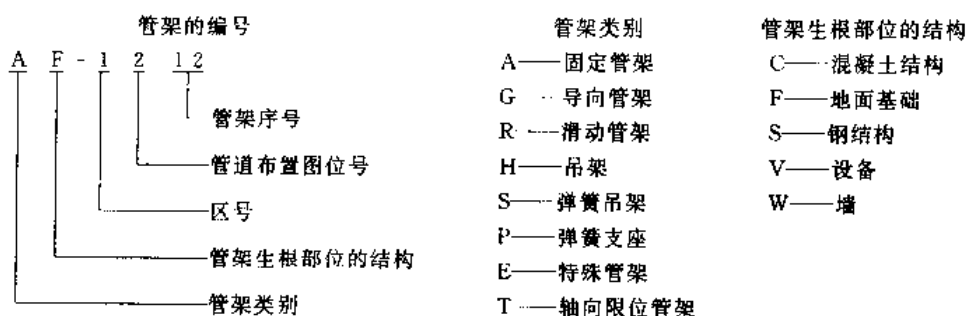 管架的编号
A F - 1 2 12
管架序号
管道布置图位号
区号
管架生根部位的结构
管架类别
管架类别
A——固定管架
G——导向管架
R——滑动管架
H——吊架
S——弹簧吊架
P——弹簧支座
E——特殊管架
T——轴向限位管架
管架生根部位的结构
C——混凝土结构
F——地面基础
S——钢结构
V——设备
W——墙